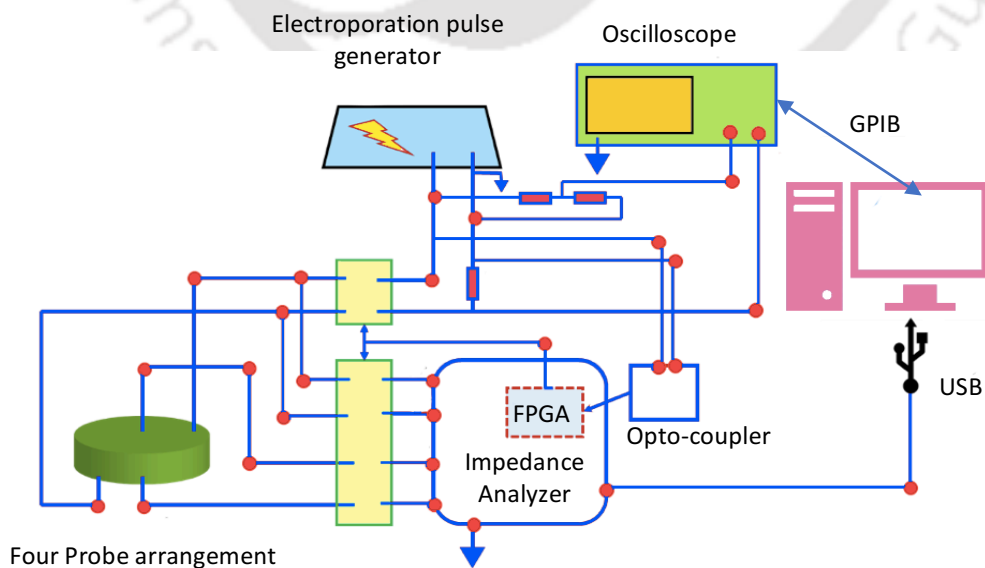 Electroporation pulse
generator
Oscilloscope
GPIB
USB
FPGA
Opto-coupler
Impedance
Analyzer
Four Probe arrangement